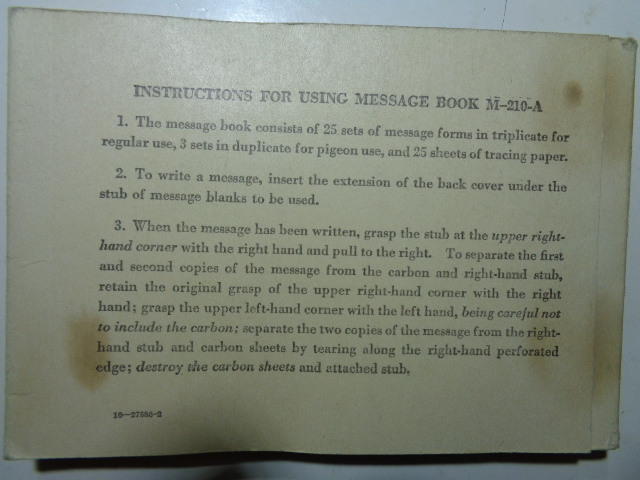 INSTRUCTIONS FOR USING MESSAGE BOOK M-210-A
1. The message book consists of 25 sets of message forms in triplicate for
regular use, 3 sets in duplicate for pigeon use, and 25 sheets of tracing paper.
2. To write a message, insert the extension of the back cover under the
stub of message blanks to be used.
3. When the message has been written, grasp the stub at the upper right-
hand corner with the right hand and pull to the right. To separate the first
and second copies of the message from the carbon and right-hand stub,
retain the original grasp of the upper right-hand corner with the right
hand; grasp the upper left-hand corner with the left hand, being careful not
to include the carbon; separate the two copies of the message from the right-
hand stub and carbon sheets by tearing along the right-hand perforated
edge; destroy the carbon sheets and attached stub.